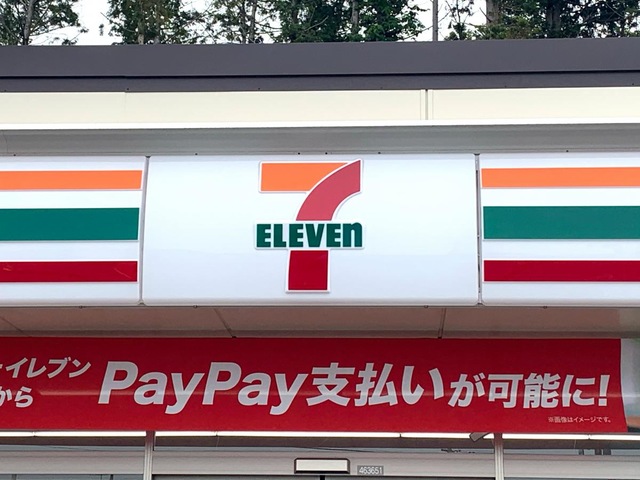 7
ELEVEn
イレブン
から
PayPay支払いが可能に!
※画像はイメージです。
463651